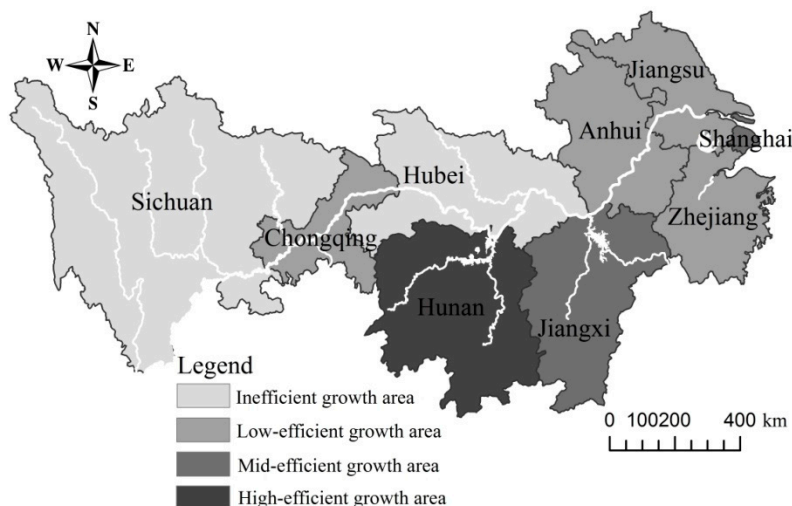 N
W E
S
Jiangsu
Anhui
Shanghai
Hubei
Sichuan
Zhejiang
Chongqing
Hunan
Jiangxi
Legend
Inefficient growth area
Low-efficient growth area
Mid-efficient growth area
High-efficient growth area
0 100200 400 km